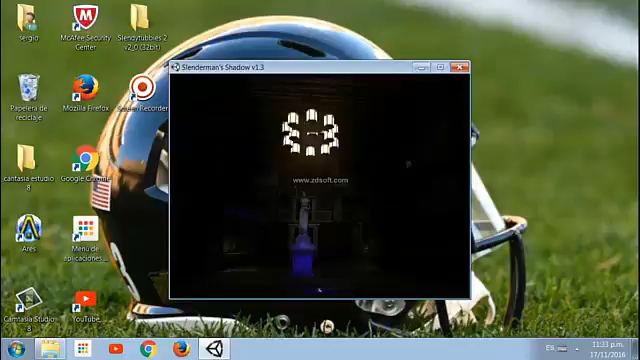 sergio
McAfee Security
Center
Slendytubbies 2
v2_0 (32bit)
Papelera de
reciclaje
Mozilla Firefox
Screen Recorder
camtasia estudio
8
Google Chrome
Ares
Menú de
aplicaciones...
Camtasia Studio
8
YouTube
Slenderman's Shadow v1.3
www.zdsoft.com
ES
11:33 p.m.
17/11/2016